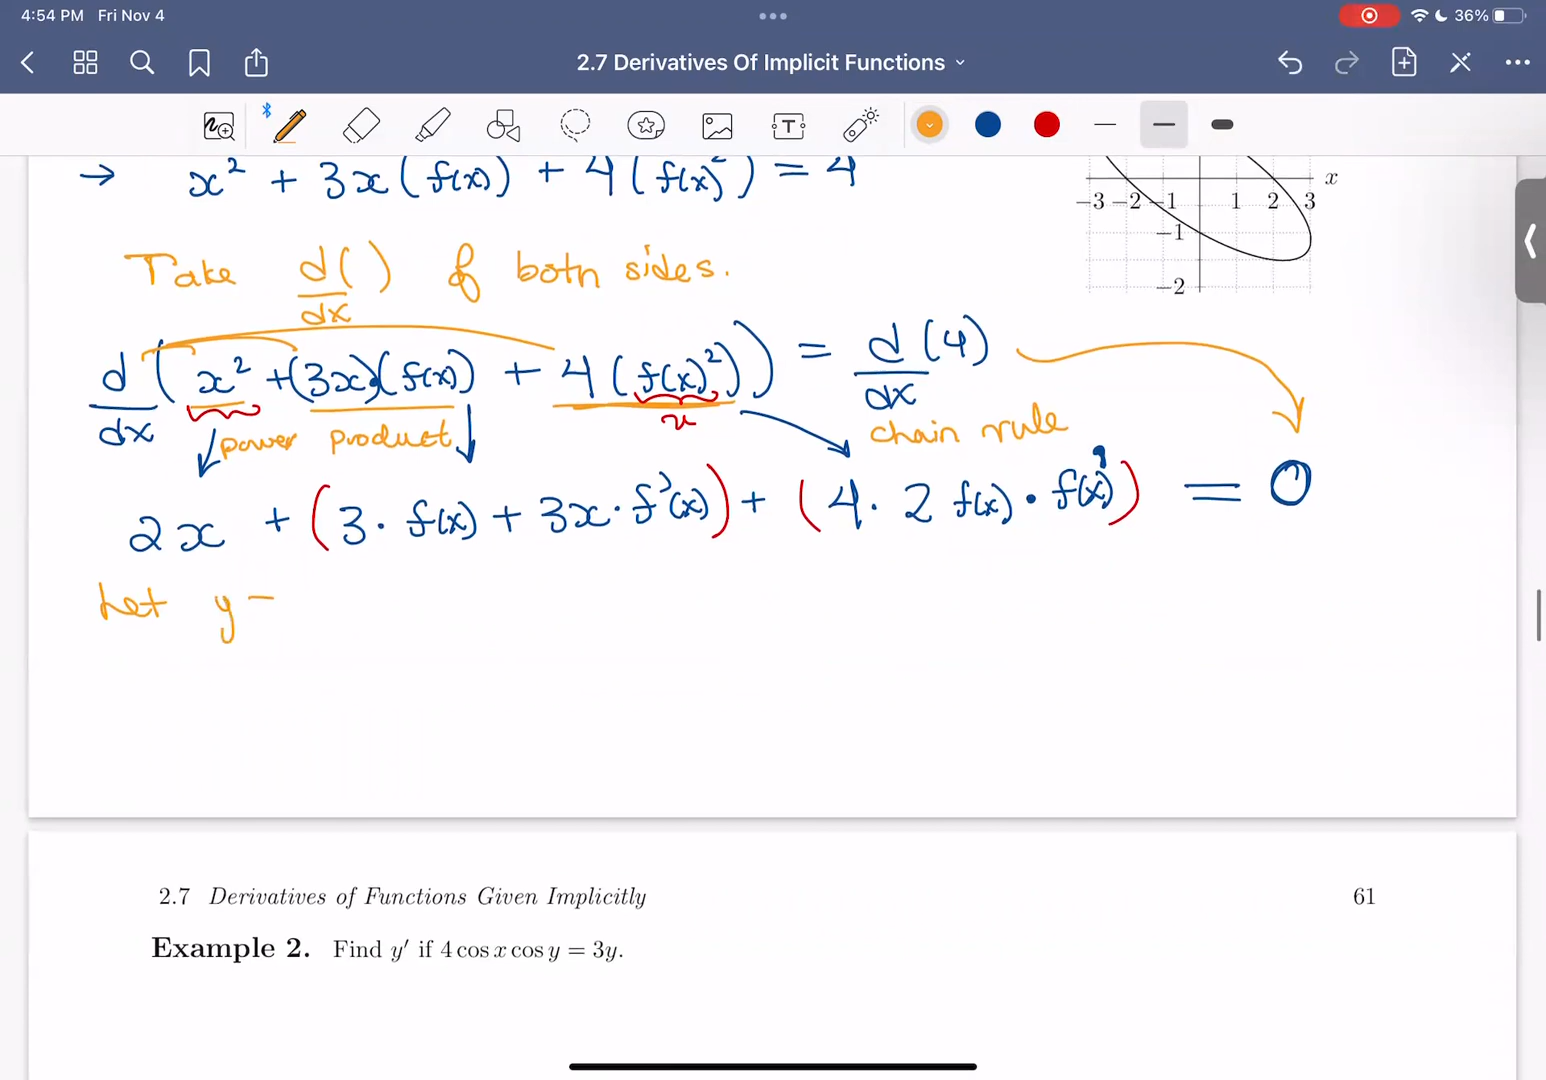 4:54 PM Fri Nov 4
36%
2.7 Derivatives Of Implicit Functions
→ x² + 3x (f(x)) + 4 (f(x)²) = 4
x
−3 −2 −1 1 2 3
−1
−2
Take d( )/dx of both sides.
d/dx ( x² + (3x)·(f(x)) + 4 ( f(x)² ) ) = d/dx (4)
u
power product chain rule
2x + (3 · f(x) + 3x · f'(x)) + (4 · 2 f(x) · f(x)') = 0
Let y =
2.7 Derivatives of Functions Given Implicitly 61
Example 2. Find y′ if 4 cos x cos y = 3y.